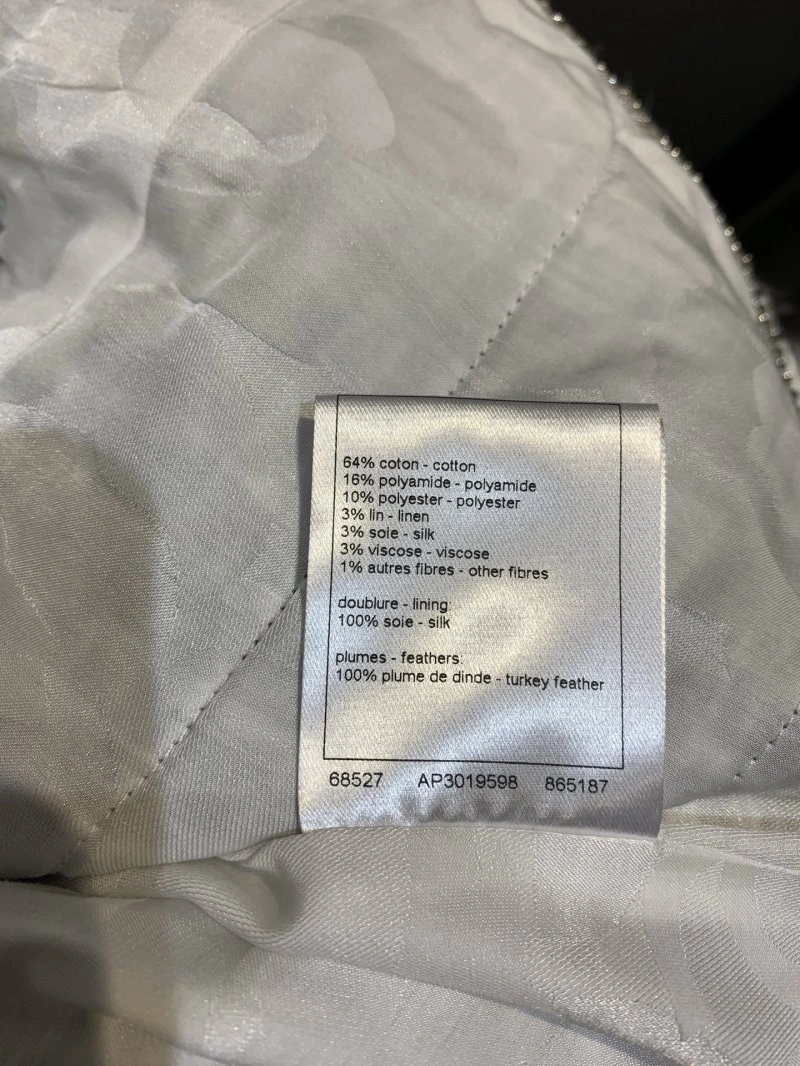 64% coton - cotton
16% polyamide - polyamide
10% polyester - polyester
3% lin - linen
3% soie - silk
3% viscose - viscose
1% autres fibres - other fibres
doublure - lining:
100% soie - silk
plumes - feathers:
100% plume de dinde - turkey feather
68527 AP3019598 865187